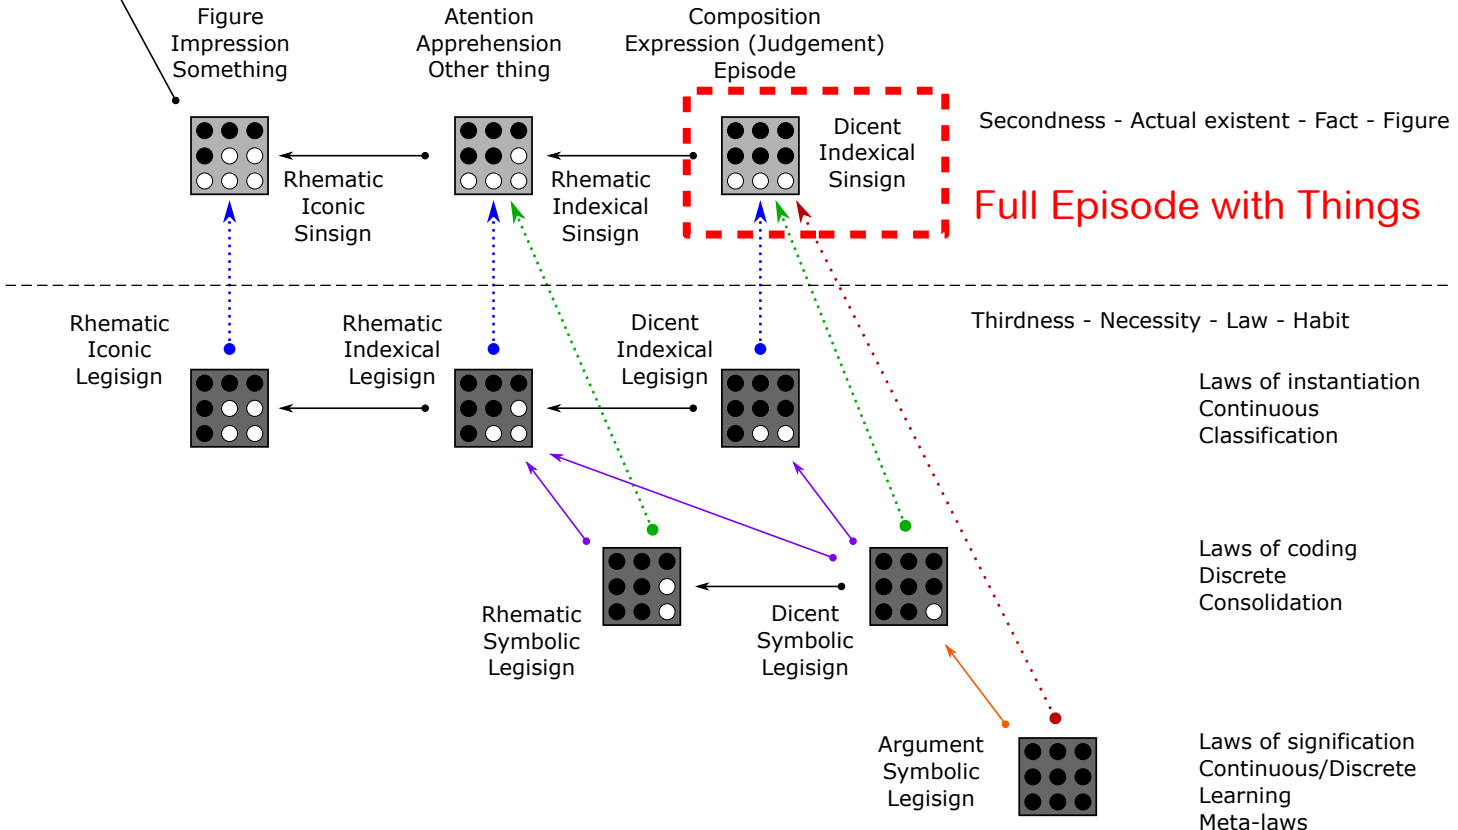 Figure
Impression
Something
Atention
Apprehension
Other thing
Composition
Expression (Judgement)
Episode
Secondness - Actual existent - Fact - Figure
Dicent
Indexical
Sinsign
Rhematic
Iconic
Sinsign
Rhematic
Indexical
Sinsign
Full Episode with Things
Thirdness - Necessity - Law - Habit
Rhematic
Iconic
Legisign
Rhematic
Indexical
Legisign
Dicent
Indexical
Legisign
Laws of instantiation
Continuous
Classification
Laws of coding
Discrete
Consolidation
Rhematic
Symbolic
Legisign
Dicent
Symbolic
Legisign
Argument
Symbolic
Legisign
Laws of signification
Continuous/Discrete
Learning
Meta-laws